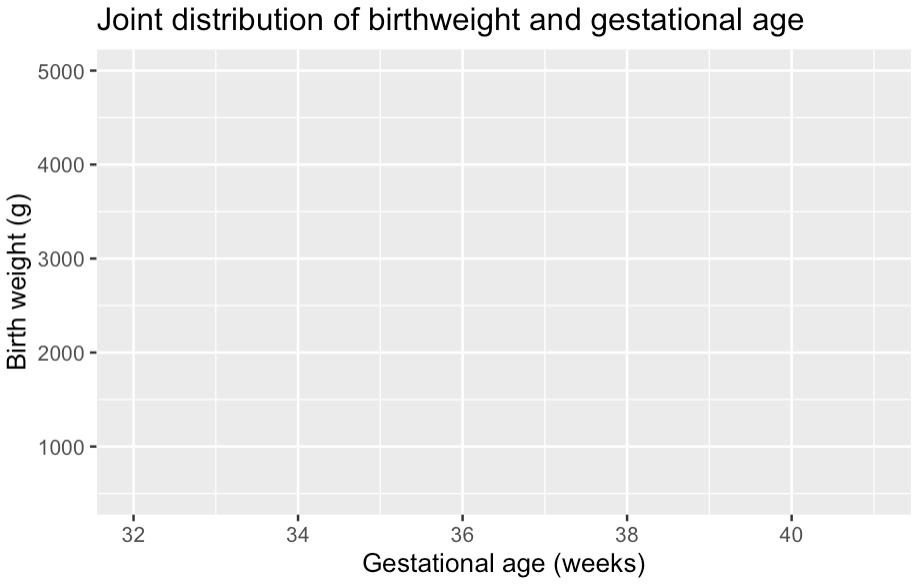 Joint distribution of birthweight and gestational age
5000
4000
3000
2000
1000
Birth weight (g)
32 34 36 38 40
Gestational age (weeks)